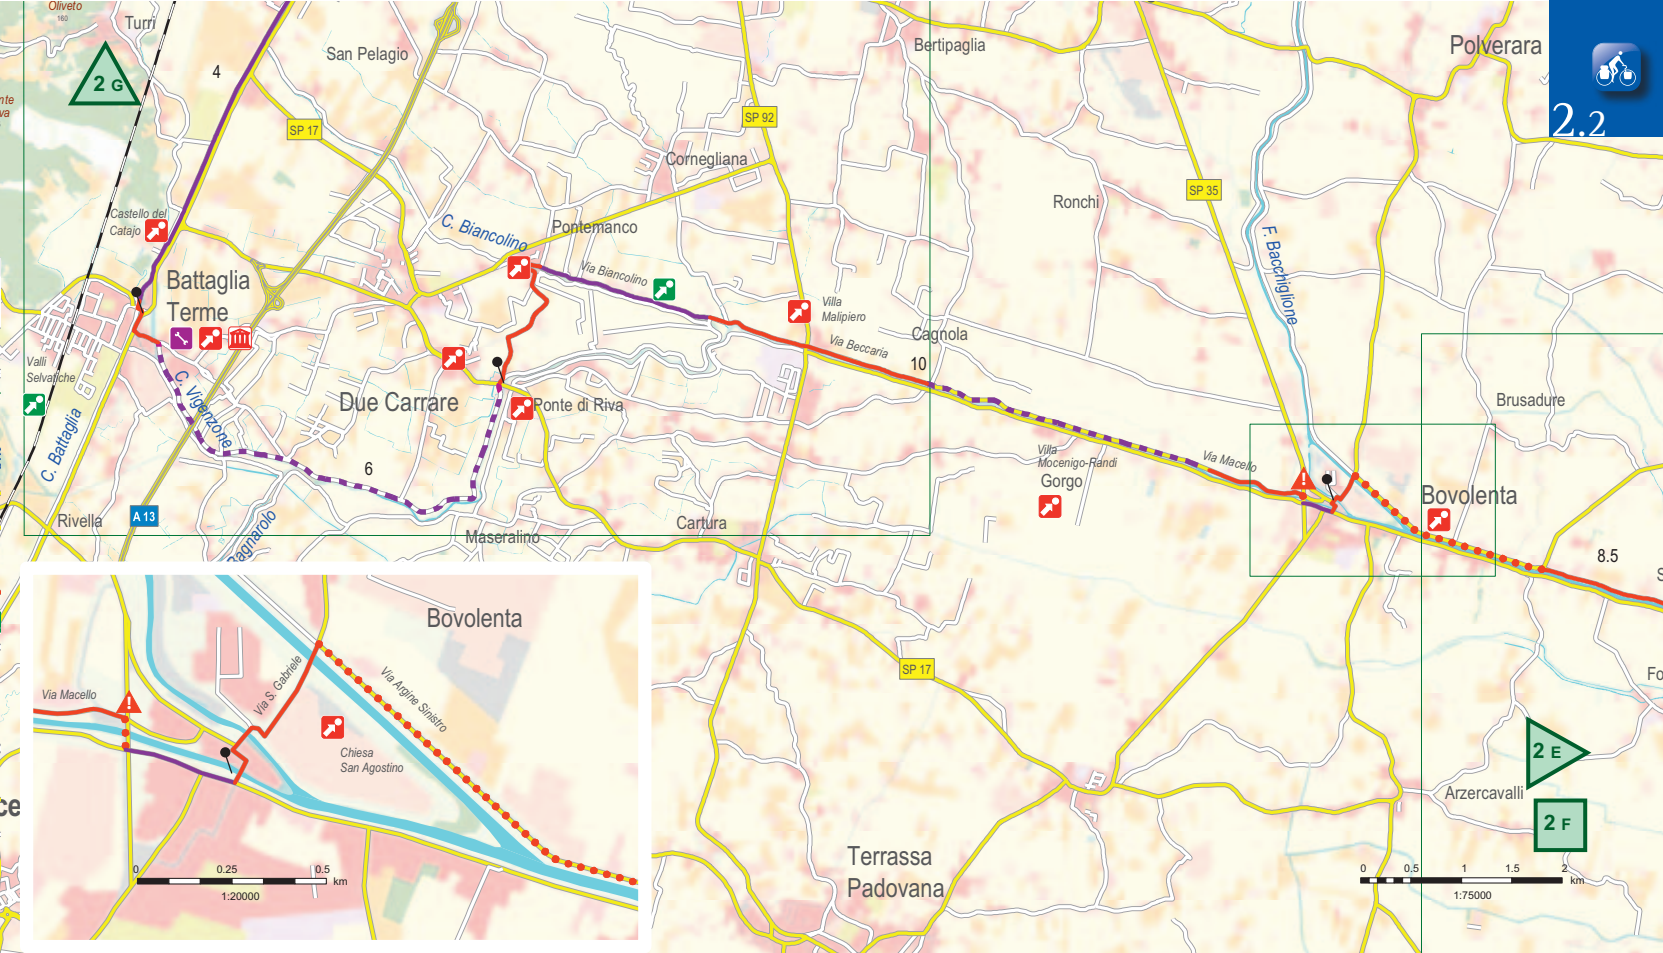 Oliveto
160
Turri
San Pelagio
Bertipaglia
Polverara
2.2
4
2 G
SP 17
SP 92
Cornegliana
SP 35
Ronchi
Castello del
Catajo
C. Biancolino
Pontemanco
F. Bacchiglione
Via Biancolino
Battaglia
Terme
Villa
Malipiero
Cagnola
Via Beccaria
10
Valli
Selvatiche
C. Vigenzone
Due Carrare
Ponte di Riva
Brusadure
C. Battaglia
6
Villa
Mocenigo-Randi
Gorgo
Via Macello
Bovolenta
Rivella
A 13
Cartura
Maseralino
8.5
Bovolenta
Via Macello
Via S. Gabriele
Via Argine Sinistro
Chiesa
San Agostino
0 0.25 0.5 km
1:20000
SP 17
2 E
Arzercavalli
2 F
Terrassa
Padovana
0 0.5 1 1.5 2 km
1:75000